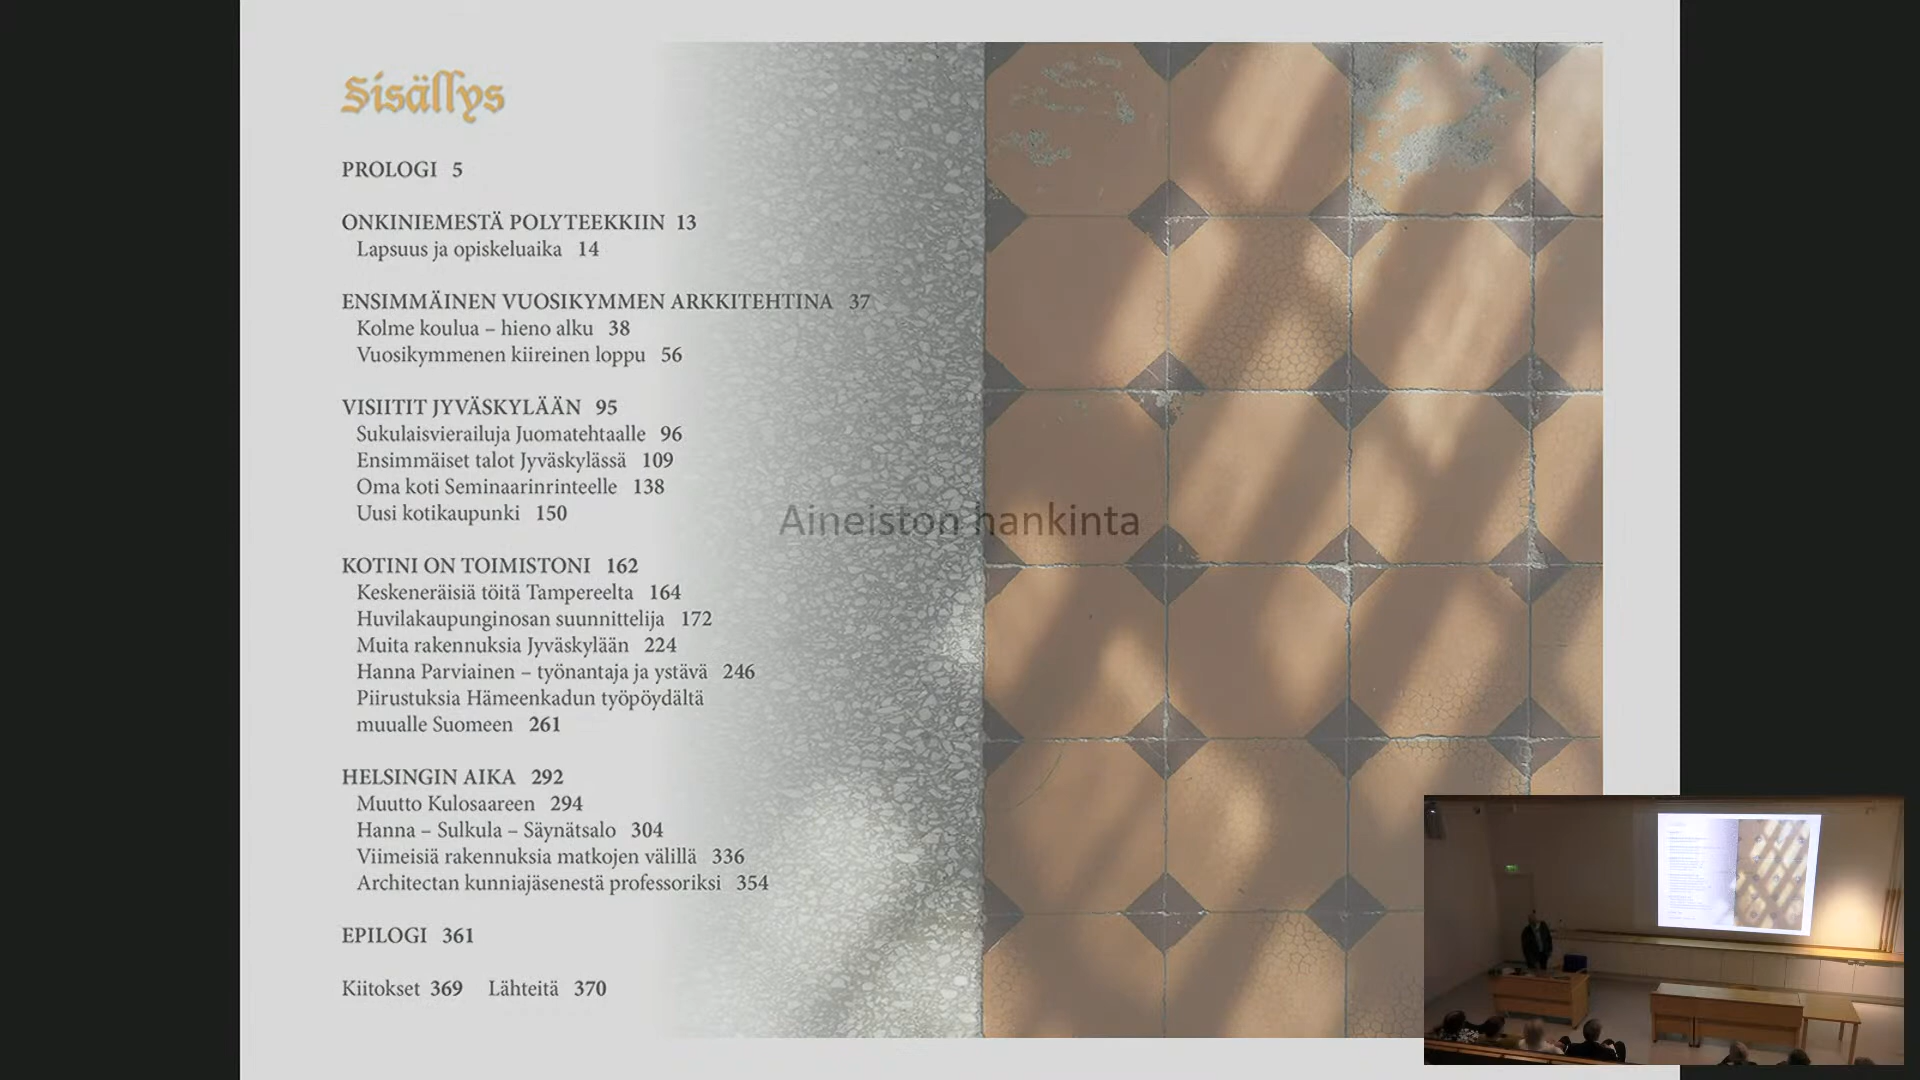 Sisällys
PROLOGI 5
ONKINIEMESTÄ POLYTEEKKIIN 13
Lapsuus ja opiskeluaika 14
ENSIMMÄINEN VUOSIKYMMEN ARKKITEHTINA 37
Kolme koulua – hieno alku 38
Vuosikymmenen kiireinen loppu 56
VISIITIT JYVÄSKYLÄÄN 95
Sukulaisvierailuja Juomatehtaalle 96
Ensimmäiset talot Jyväskylässä 109
Oma koti Seminaarinrinteelle 138
Uusi kotikaupunki 150
Aineiston hankinta
KOTINI ON TOIMISTONI 162
Keskeneräisiä töitä Tampereelta 164
Huvilakaupunginosan suunnittelija 172
Muita rakennuksia Jyväskylään 224
Hanna Parviainen – työnantaja ja ystävä 246
Piirustuksia Hämeenkadun työpöydältä
muualle Suomeen 261
HELSINGIN AIKA 292
Muutto Kulosaareen 294
Hanna – Sulkula – Säynätsalo 304
Viimeisiä rakennuksia matkojen välillä 336
Architectan kunniajäsenestä professoriksi 354
EPILOGI 361
Kiitokset 369 Lähteitä 370